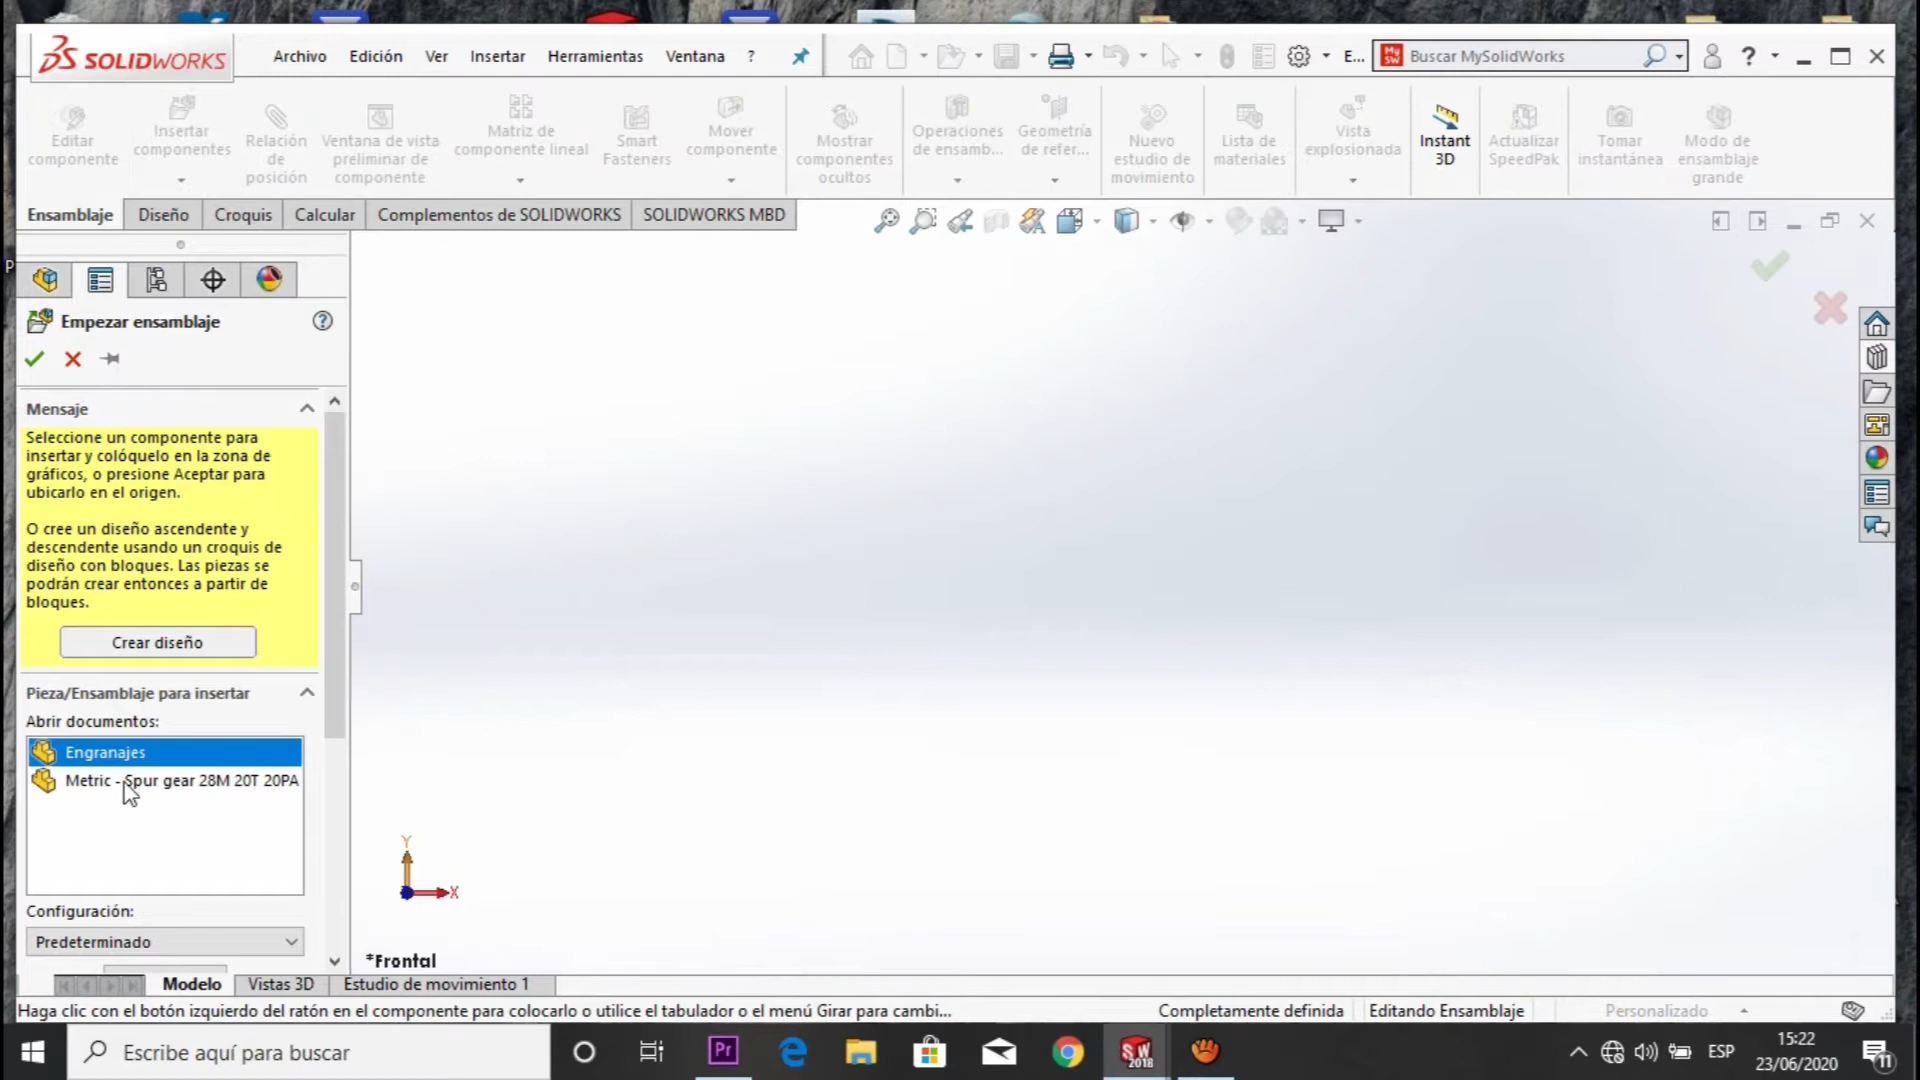 SOLIDWORKS
Archivo Edición Ver Insertar Herramientas Ventana ?
E...
Buscar MySolidWorks
?
Editar componente
Insertar componentes
Relación de posición
Ventana de vista preliminar de componente
Matriz de componente lineal
Smart Fasteners
Mover componente
Mostrar componentes ocultos
Operaciones de ensamb...
Geometría de refer...
Nuevo estudio de movimiento
Lista de materiales
Vista explosionada
Instant 3D
Actualizar SpeedPak
Tomar instantánea
Modo de ensamblaje grande
Ensamblaje Diseño Croquis Calcular Complementos de SOLIDWORKS SOLIDWORKS MBD
P
Empezar ensamblaje
?
Mensaje
Seleccione un componente para
insertar y colóquelo en la zona de
gráficos, o presione Aceptar para
ubicarlo en el origen.
O cree un diseño ascendente y
descendente usando un croquis de
diseño con bloques. Las piezas se
podrán crear entonces a partir de
bloques.
Crear diseño
Pieza/Ensamblaje para insertar
Abrir documentos:
Engranajes
Metric - Spur gear 28M 20T 20PA
Configuración:
Predeterminado
Y
X
*Frontal
Modelo Vistas 3D Estudio de movimiento 1
Haga clic con el botón izquierdo del ratón en el componente para colocarlo o utilice el tabulador o el menú Girar para cambi...
Completamente definida Editando Ensamblaje Personalizado
Escribe aquí para buscar
Pr
SW
2018
ESP
15:22
23/06/2020
11